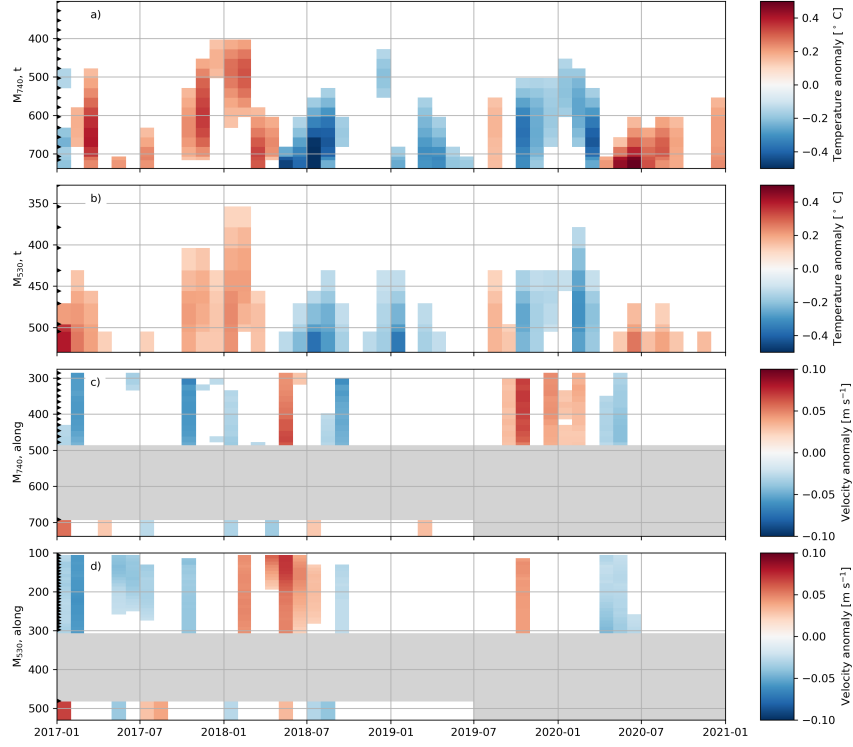 a)
400
500
600
700
M740, t
0.4
0.2
0.0
−0.2
−0.4
Temperature anomaly [° C]
b)
350
400
450
500
M530, t
0.4
0.2
0.0
−0.2
−0.4
Temperature anomaly [° C]
c)
300
400
500
600
700
M740, along
0.10
0.05
0.00
−0.05
−0.10
Velocity anomaly [m s−1]
d)
100
200
300
400
500
M530, along
0.10
0.05
0.00
−0.05
−0.10
Velocity anomaly [m s−1]
2017-01 2017-07 2018-01 2018-07 2019-01 2019-07 2020-01 2020-07 2021-01